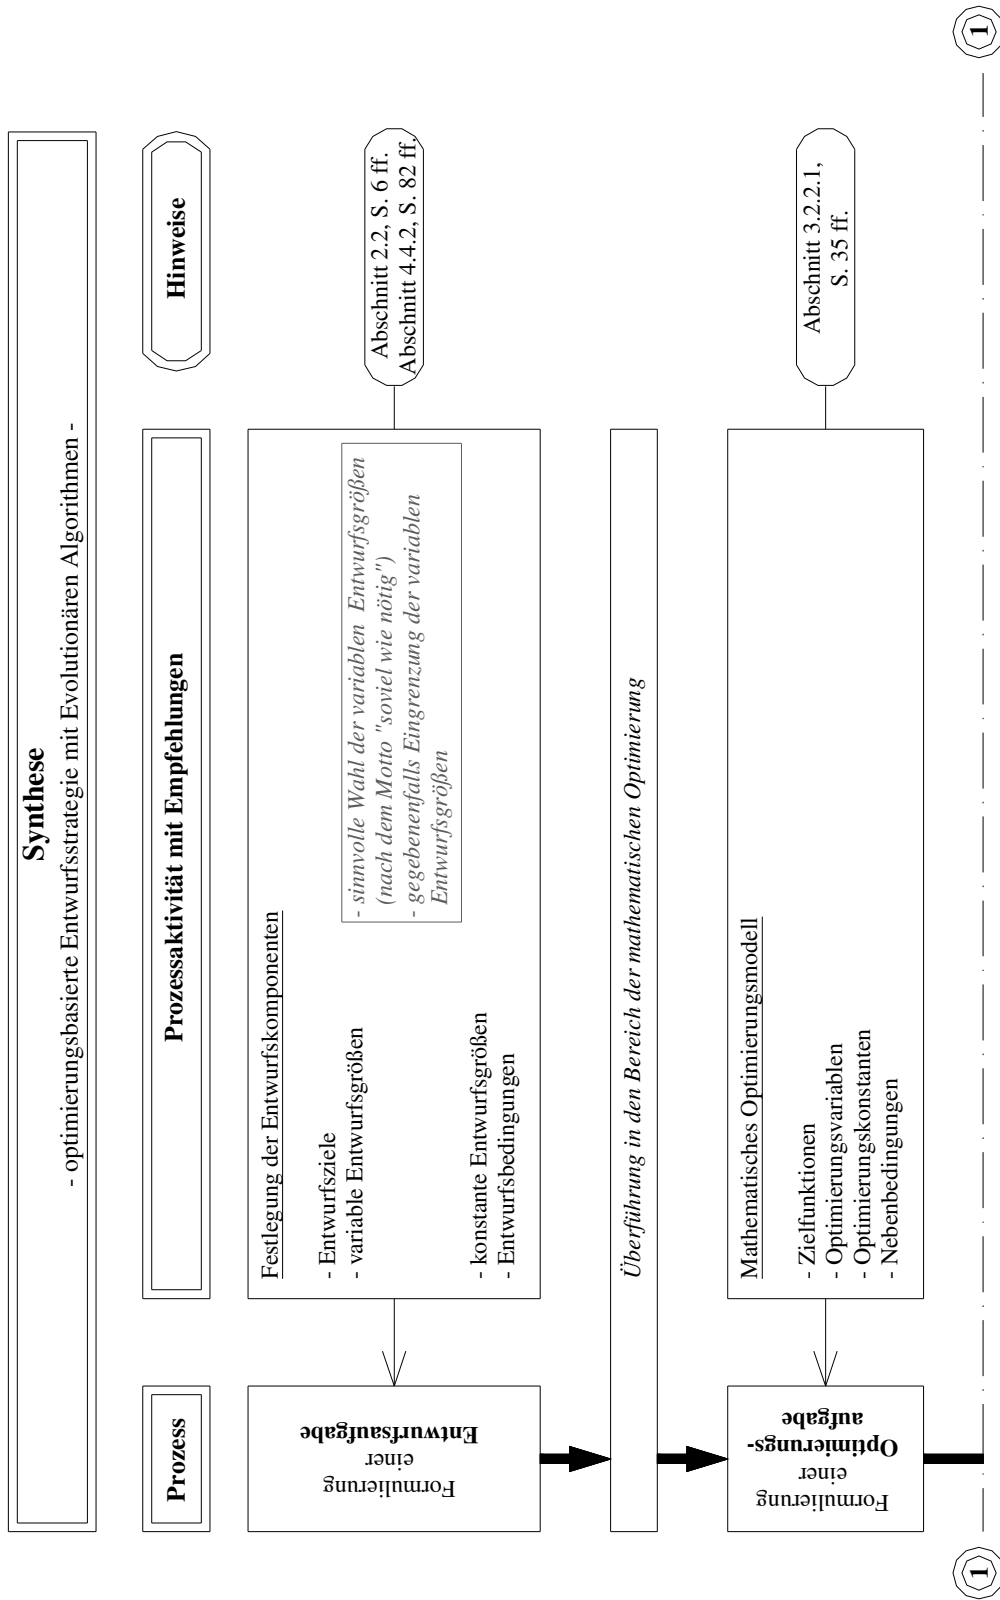 Synthese
- optimierungsbasierte Entwurfsstrategie mit Evolutionären Algorithmen -
Prozess
Prozessaktivität mit Empfehlungen
Hinweise
Formulierung
einer
Entwurfsaufgabe
Festlegung der Entwurfskomponenten
- Entwurfsziele
- variable Entwurfsgrößen
- sinnvolle Wahl der variablen Entwurfsgrößen
(nach dem Motto "soviel wie nötig")
- gegebenenfalls Eingrenzung der variablen
Entwurfsgrößen
- konstante Entwurfsgrößen
- Entwurfsbedingungen
Abschnitt 2.2, S. 6 ff.
Abschnitt 4.4.2, S. 82 ff.
Überführung in den Bereich der mathematischen Optimierung
Formulierung
einer
Optimierungs-
aufgabe
Mathematisches Optimierungsmodell
- Zielfunktionen
- Optimierungsvariablen
- Optimierungskonstanten
- Nebenbedingungen
Abschnitt 3.2.2.1,
S. 35 ff.
1
1